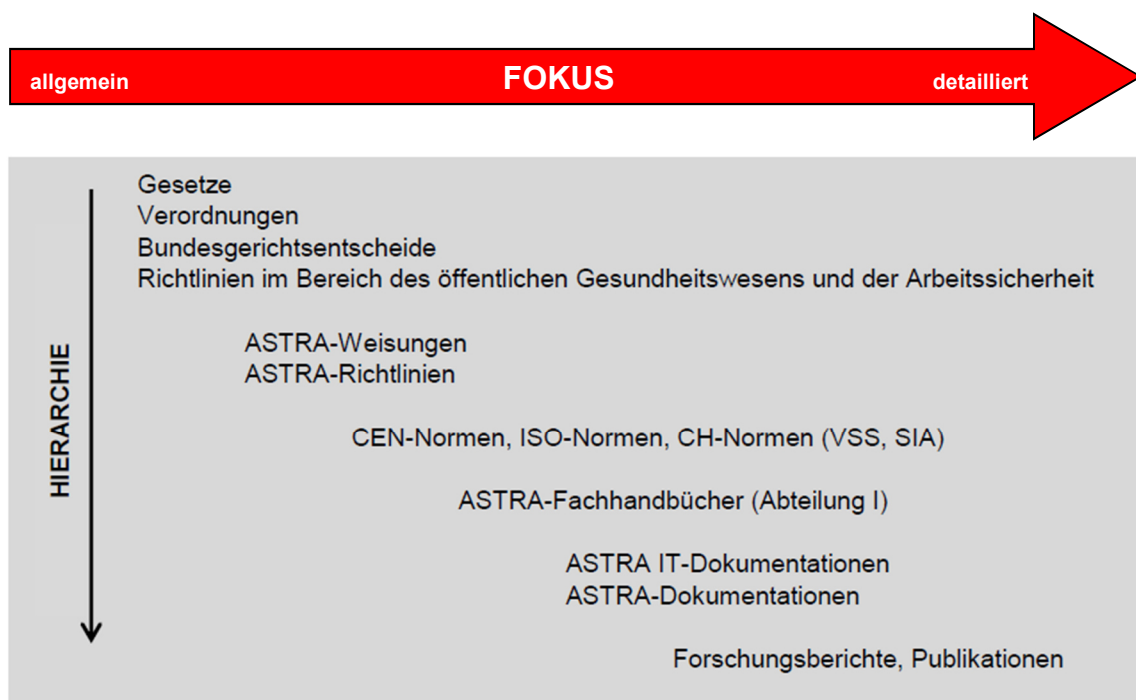 allgemein FOKUS detailliert
HIERARCHIE
Gesetze
Verordnungen
Bundesgerichtsentscheide
Richtlinien im Bereich des öffentlichen Gesundheitswesens und der Arbeitssicherheit
ASTRA-Weisungen
ASTRA-Richtlinien
CEN-Normen, ISO-Normen, CH-Normen (VSS, SIA)
ASTRA-Fachhandbücher (Abteilung I)
ASTRA IT-Dokumentationen
ASTRA-Dokumentationen
Forschungsberichte, Publikationen